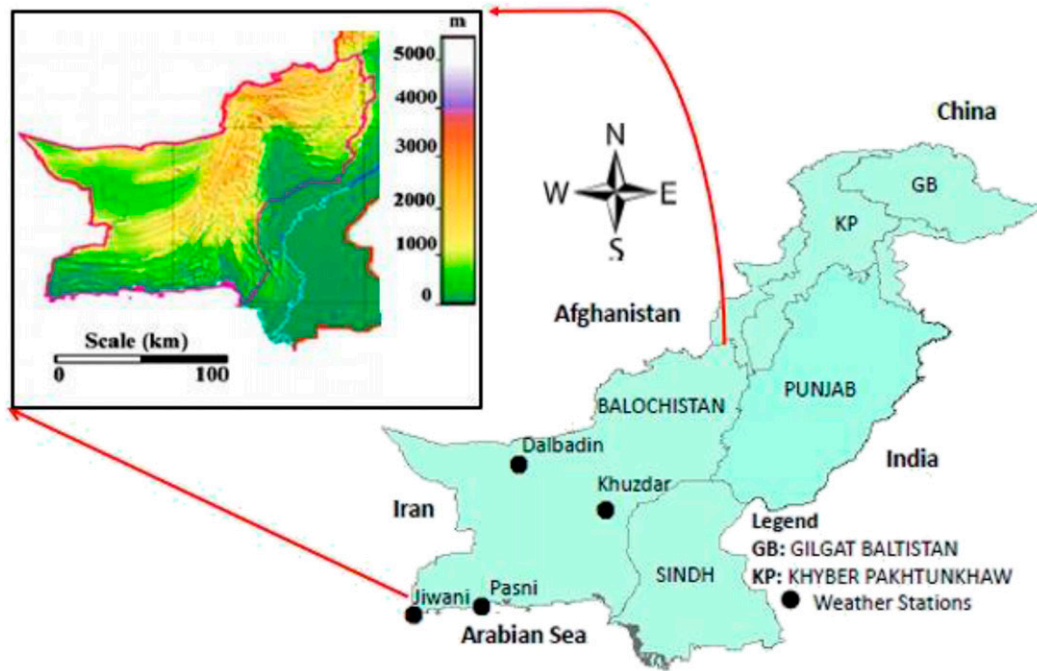 m
5000
4000
3000
2000
1000
0
Scale (km)
0 100
N
W E
S
China
GB
KP
Afghanistan
PUNJAB
BALOCHISTAN
Dalbadin
India
Khuzdar
Iran
Legend
GB: GILGAT BALTISTAN
SINDH
KP: KHYBER PAKHTUNKHAW
Jiwani
Pasni
Weather Stations
Arabian Sea